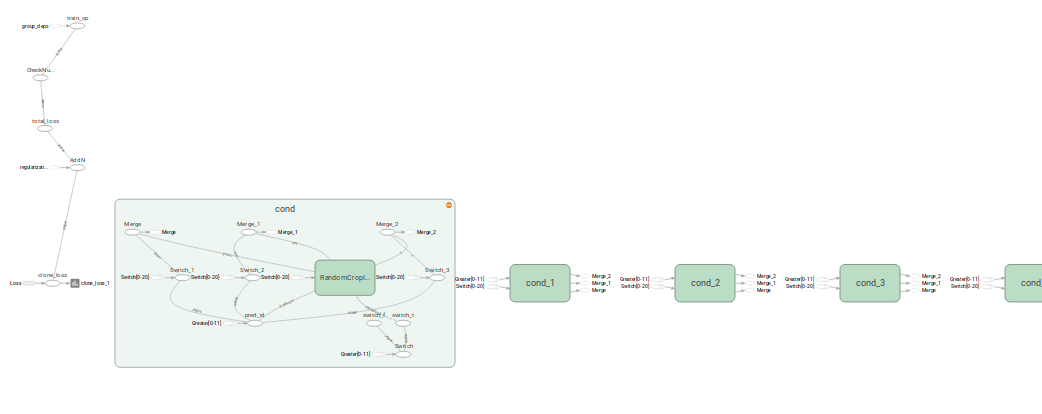 train_op
group_deps
CheckNu...
total_loss
AddN
regularizati...
clone_loss
Loss
clone_loss_1
cond
Merge
Merge
Merge_1
Merge_1
Merge_2
Merge_2
Switch_1
Switch[0-20]
Switch_2
Switch[0-20]
Switch[0-20]
RandomCropI...
Switch_3
Switch[0-20]
pred_id
Greater[0-11]
switch_f
switch_t
Switch
Greater[0-11]
Greater[0-11]
Switch[0-20]
cond_1
Merge_2
Merge_1
Merge
Greater[0-11]
Switch[0-20]
cond_2
Merge_2
Merge_1
Merge
Greater[0-11]
Switch[0-20]
cond_3
Merge_2
Merge_1
Merge
Greater[0-11]
Switch[0-20]
cond_